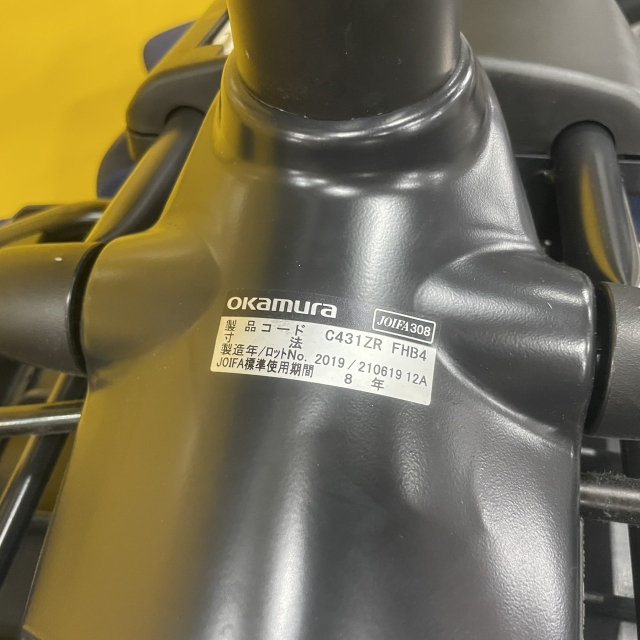 okamura
JOIFA308
製品コード C431ZR FHB4
寸法
製造年/ロットNo. 2019/210619 12A
JOIFA標準使用期間 8 年